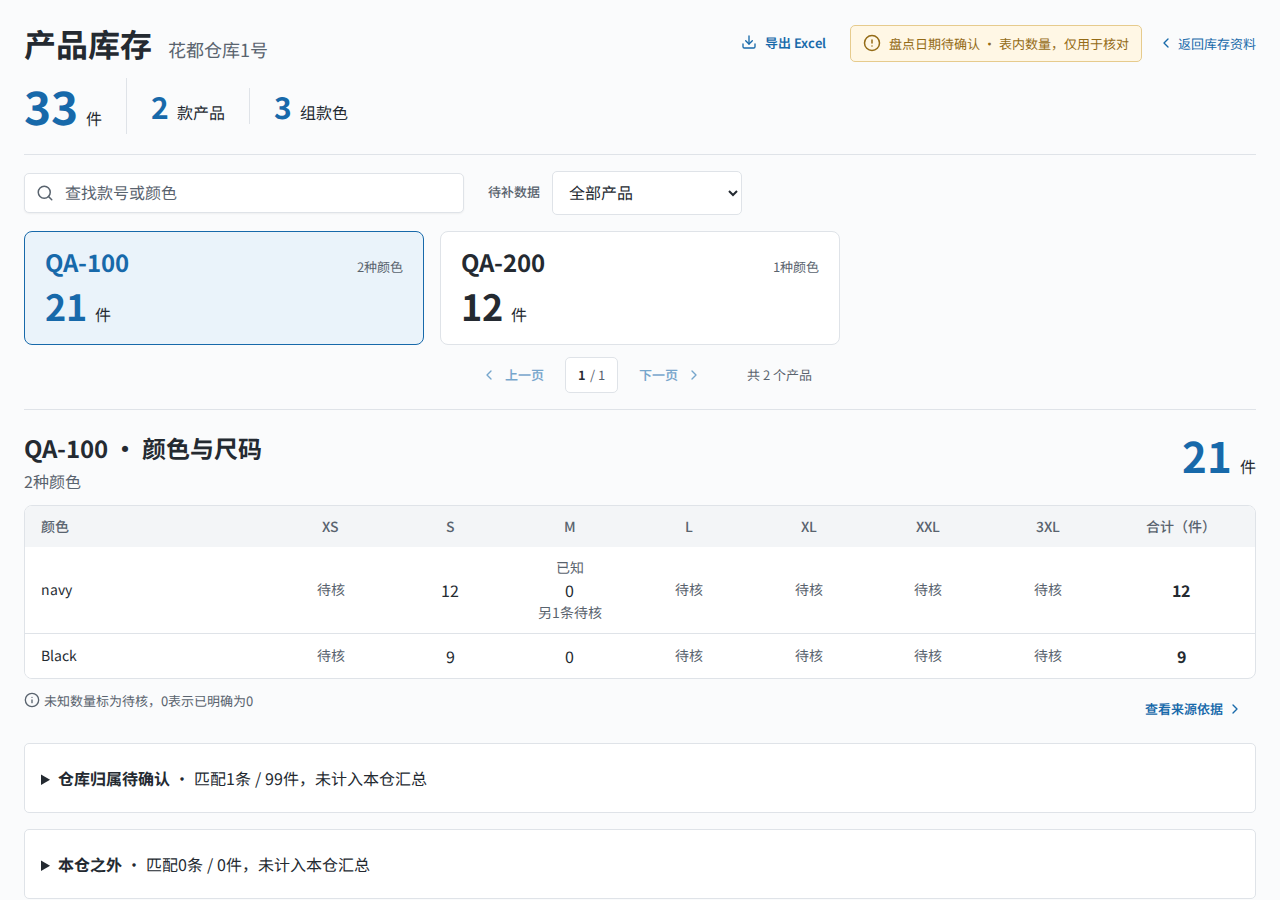 产品库存 花都仓库1号
导出 Excel
盘点日期待确认 · 表内数量，仅用于核对
返回库存资料
33 件 2 款产品 3 组款色
查找款号或颜色
待补数据 全部产品
QA-100 2种颜色
21 件
QA-200 1种颜色
12 件
上一页 1 / 1 下一页 共 2 个产品
QA-100 · 颜色与尺码
2种颜色
21 件
颜色 XS S M L XL XXL 3XL 合计（件）
navy 待核 12 已知 0 另1条待核 待核 待核 待核 待核 12
Black 待核 9 0 待核 待核 待核 待核 9
未知数量标为待核，0表示已明确为0
查看来源依据
仓库归属待确认 · 匹配1条 / 99件，未计入本仓汇总
本仓之外 · 匹配0条 / 0件，未计入本仓汇总